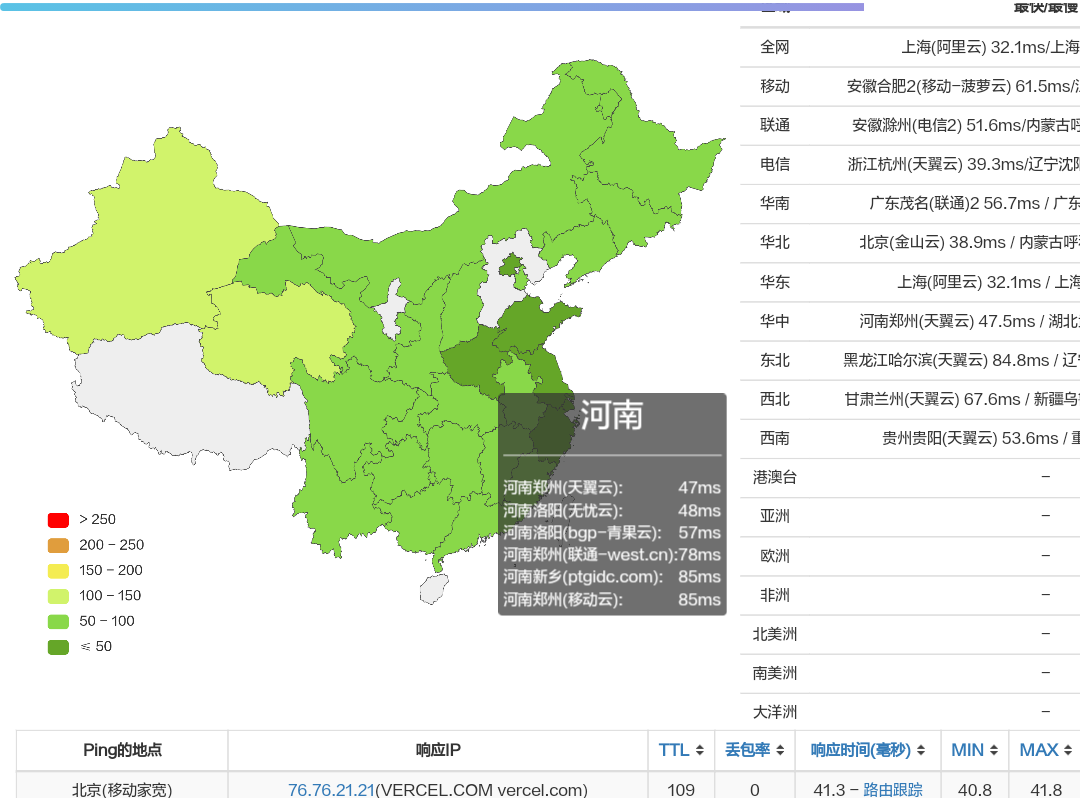 最快/最慢
全网 上海(阿里云) 32.1ms/上海
移动 安徽合肥2(移动-菠萝云) 61.5ms/
联通 安徽滁州(电信2) 51.6ms/内蒙古呼
电信 浙江杭州(天翼云) 39.3ms/辽宁沈阳
华南 广东茂名(联通)2 56.7ms / 广东
华北 北京(金山云) 38.9ms / 内蒙古呼
华东 上海(阿里云) 32.1ms / 上海
华中 河南郑州(天翼云) 47.5ms / 湖北
东北 黑龙江哈尔滨(天翼云) 84.8ms / 辽
西北 甘肃兰州(天翼云) 67.6ms / 新疆乌
西南 贵州贵阳(天翼云) 53.6ms / 重
港澳台 –
亚洲 –
欧洲 –
非洲 –
北美洲 –
南美洲 –
大洋洲 –
河南
河南郑州(天翼云): 47ms
河南洛阳(无忧云): 48ms
河南洛阳(bgp-青果云): 57ms
河南郑州(联通-west.cn):78ms
河南新乡(ptgidc.com): 85ms
河南郑州(移动云): 85ms
> 250
200 - 250
150 - 200
100 - 150
50 - 100
≤ 50
Ping的地点 响应IP TTL 丢包率 响应时间(毫秒) MIN MAX
北京(移动家宽) 76.76.21.21(VERCEL.COM vercel.com) 109 0 41.3 - 路由跟踪 40.8 41.8